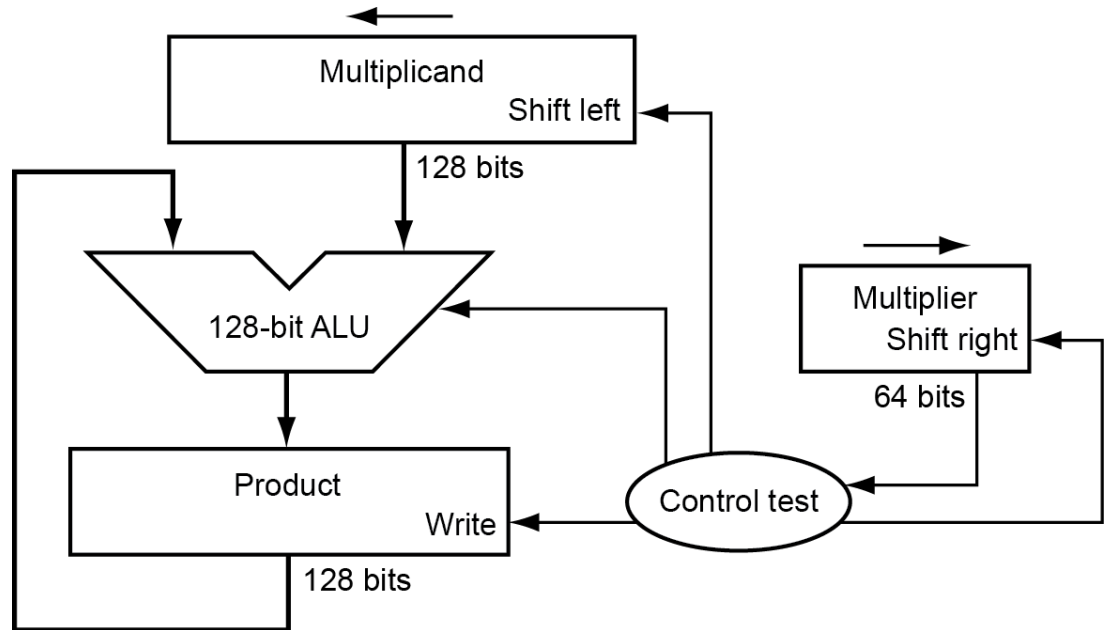 Multiplicand
Shift left
128 bits
128-bit ALU
Multiplier
Shift right
64 bits
Product
Write
Control test
128 bits